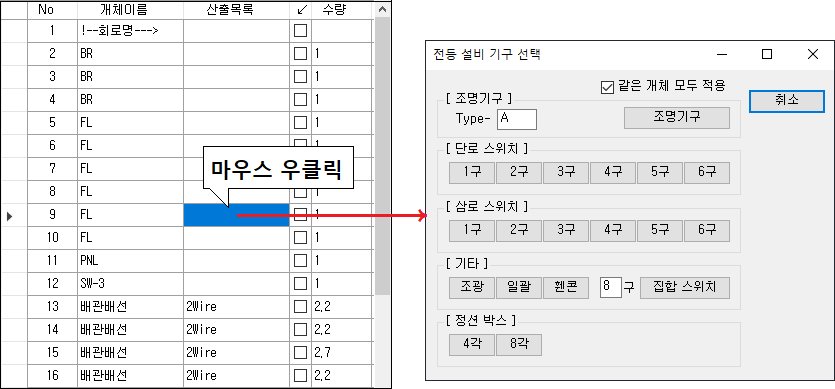 No 개체이름 산출목록 ↙ 수량
1 !--회로명--->
2 BR 1
3 BR 1
4 BR 1
5 FL 1
6 FL 1
7 FL 1
8 FL 1
9 FL 1
10 FL 1
11 PNL 1
12 SW-3 1
13 배관배선 2Wire 2,2
14 배관배선 2Wire 2,2
15 배관배선 2Wire 2,7
16 배관배선 2Wire 2,2
마우스 우클릭
전등 설비 기구 선택
같은 개체 모두 적용
취소
[ 조명기구 ]
Type- A 조명기구
[ 단로 스위치 ]
1구 2구 3구 4구 5구 6구
[ 삼로 스위치 ]
1구 2구 3구 4구 5구 6구
[ 기타 ]
조광 일괄 휀콘 8 구 집합 스위치
[ 정션 박스 ]
4각 8각